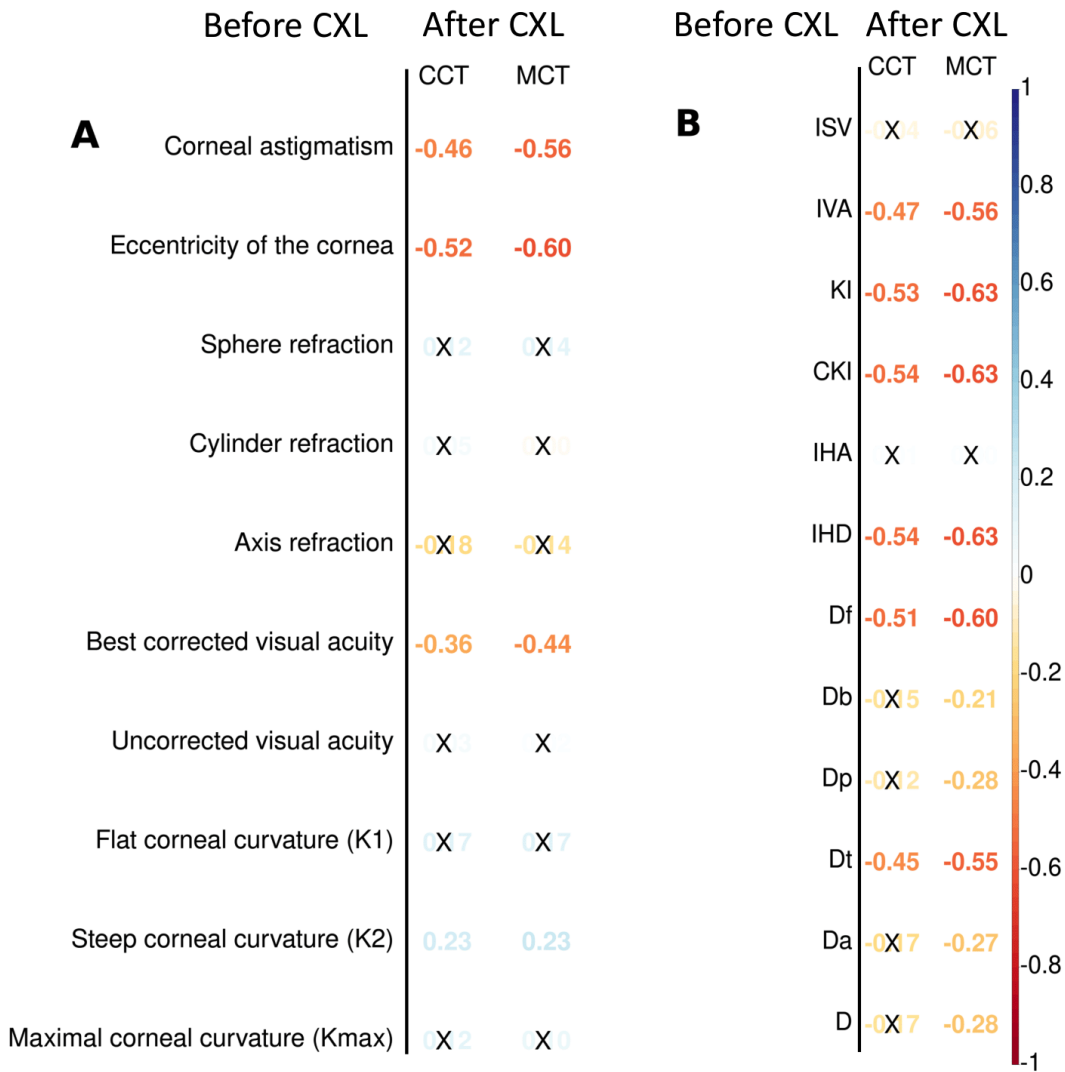 Before CXL After CXL
CCT MCT
A
Corneal astigmatism -0.46 -0.56
Eccentricity of the cornea -0.52 -0.60
Sphere refraction X X
Cylinder refraction X X
Axis refraction X X
Best corrected visual acuity -0.36 -0.44
Uncorrected visual acuity X X
Flat corneal curvature (K1) X X
Steep corneal curvature (K2) 0.23 0.23
Maximal corneal curvature (Kmax) X X
Before CXL After CXL
CCT MCT
B
ISV X X
IVA -0.47 -0.56
KI -0.53 -0.63
CKI -0.54 -0.63
IHA X X
IHD -0.54 -0.63
Df -0.51 -0.60
Db X -0.21
Dp X -0.28
Dt -0.45 -0.55
Da X -0.27
D X -0.28
1
0.8
0.6
0.4
0.2
0
-0.2
-0.4
-0.6
-0.8
-1